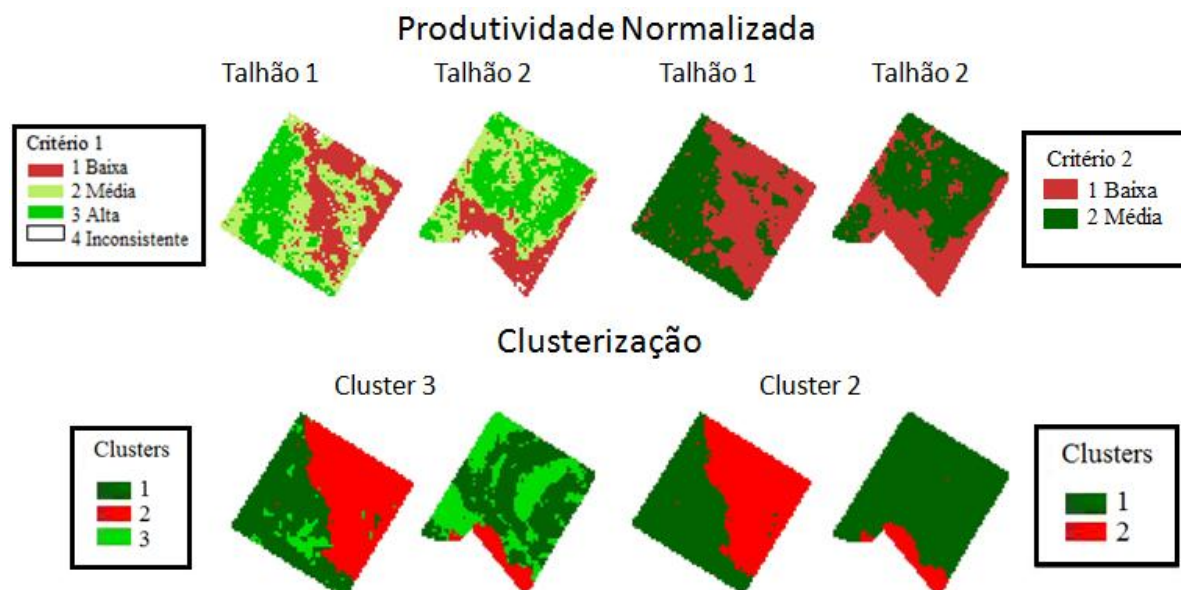 Produtividade Normalizada
Talhão 1
Talhão 2
Talhão 1
Talhão 2
Critério 1
1 Baixa
2 Média
3 Alta
4 Inconsistente
Critério 2
1 Baixa
2 Média
Clusterização
Cluster 3
Cluster 2
Clusters
1
2
3
Clusters
1
2